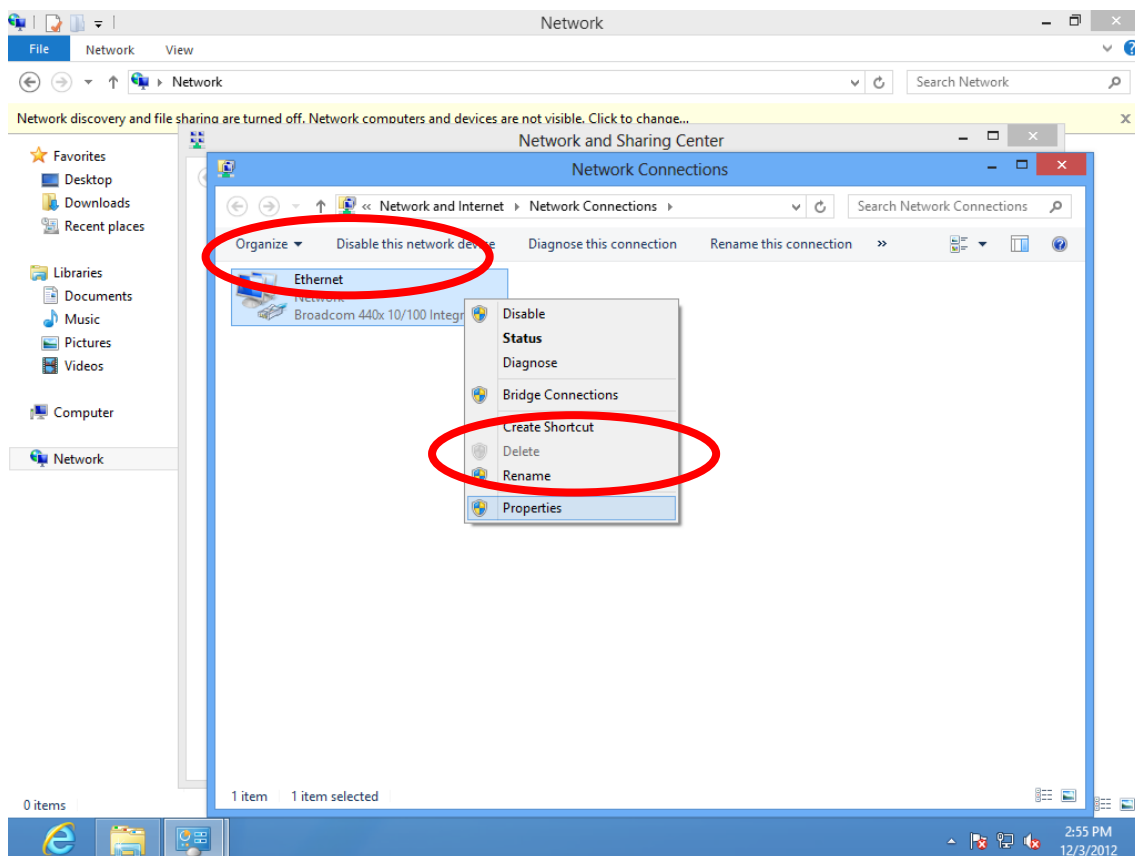 Network
File Network View
Network Search Network
Network discovery and file sharing are turned off. Network computers and devices are not visible. Click to change...
Network and Sharing Center
Favorites
Desktop
Downloads
Recent places
Libraries
Documents
Music
Pictures
Videos
Computer
Network
Network Connections
« Network and Internet Network Connections Search Network Connections
Organize Disable this network device Diagnose this connection Rename this connection »
Ethernet
Network
Broadcom 440x 10/100 Integr
Disable
Status
Diagnose
Bridge Connections
Create Shortcut
Delete
Rename
Properties
1 item 1 item selected
0 items
2:55 PM
12/3/2012